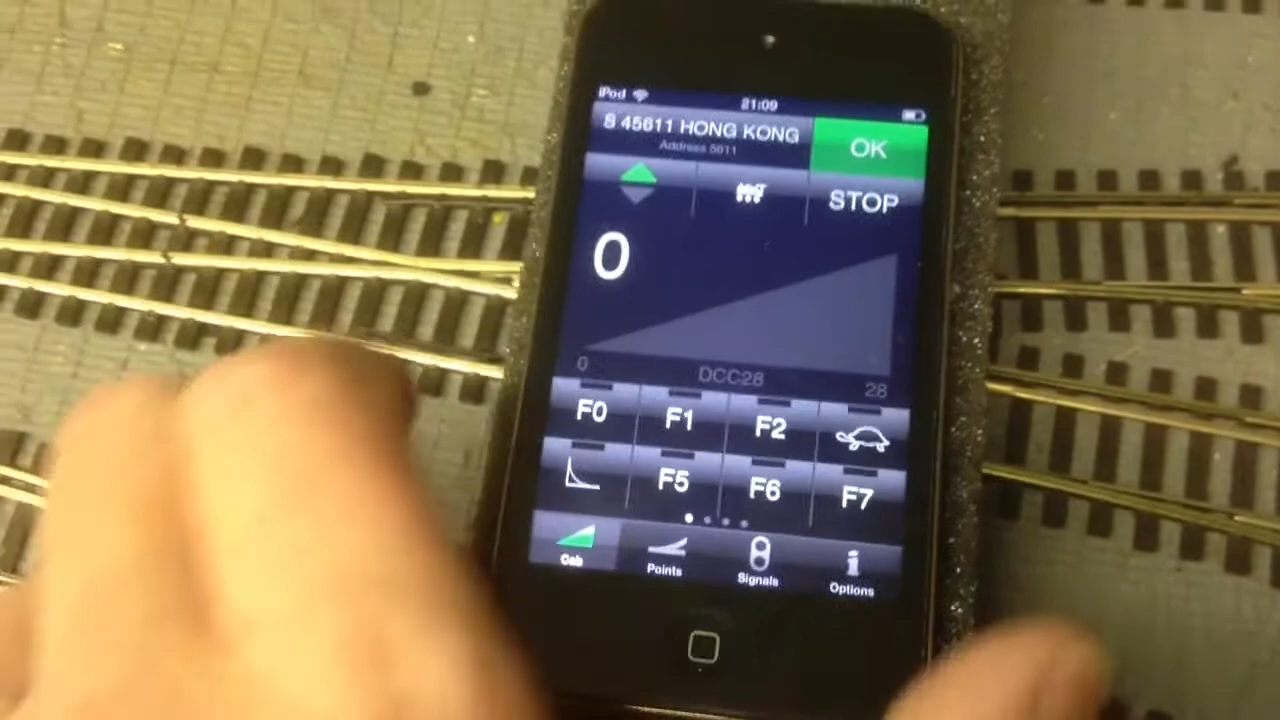 iPod 21:09
S 45611 HONG KONG
Address 5611
OK
STOP
0
0 DCC28 28
F0 F1 F2
F5 F6 F7
Cab Points Signals Options